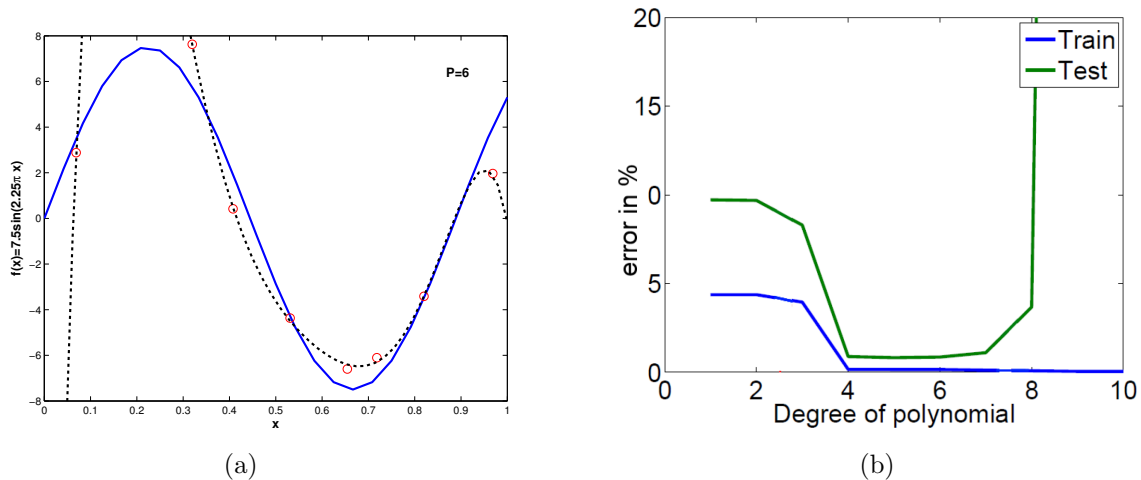 8
6
4
2
0
−2
−4
−6
−8
f(x)=7.5sin(2.25π x)
P=6
0 0.1 0.2 0.3 0.4 0.5 0.6 0.7 0.8 0.9 1
x
(a)
20
15
0
5
0
error in %
Train
Test
0 2 4 6 8 10
Degree of polynomial
(b)